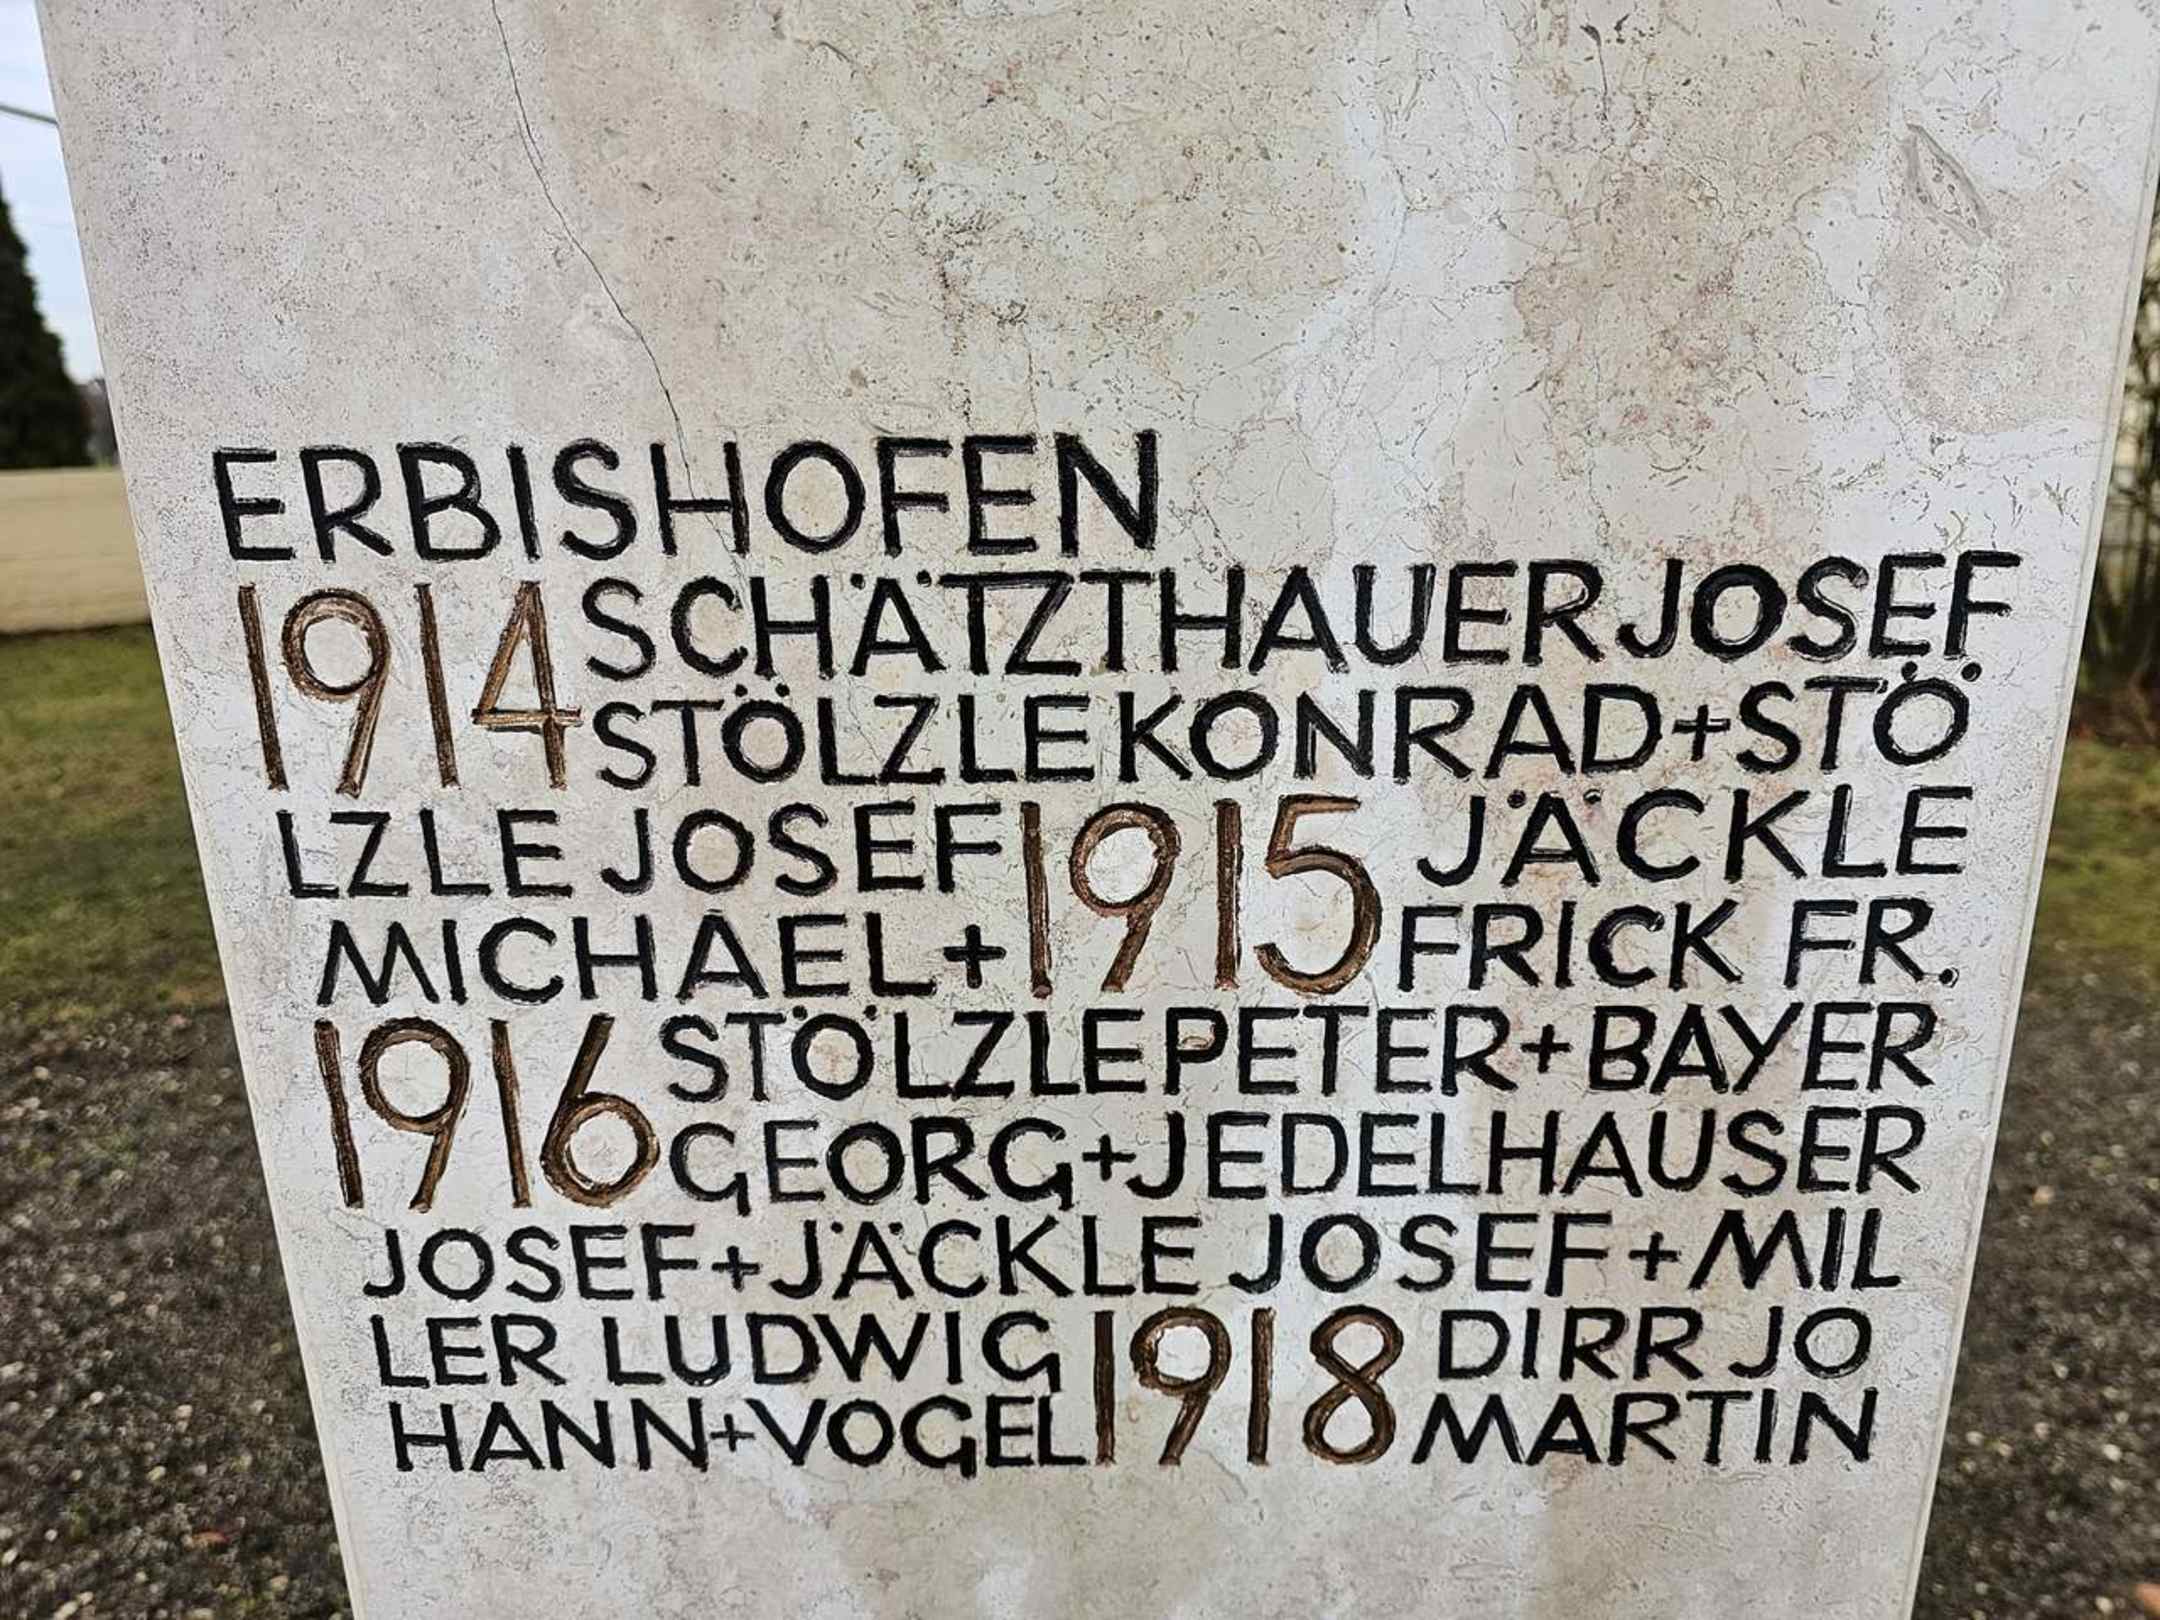 ERBISHOFEN
1914 SCHÄTZTHAUER JOSEF
STÖLZLE KONRAD+STÖ
LZLE JOSEF 1915 JÄCKLE
MICHAEL+ FRICK FR.
1916 STÖLZLE PETER+BAYER
GEORG+JEDELHAUSER
JOSEF+JÄCKLE JOSEF+MIL
LER LUDWIG 1918 DIRR JO
HANN+VOGEL MARTIN